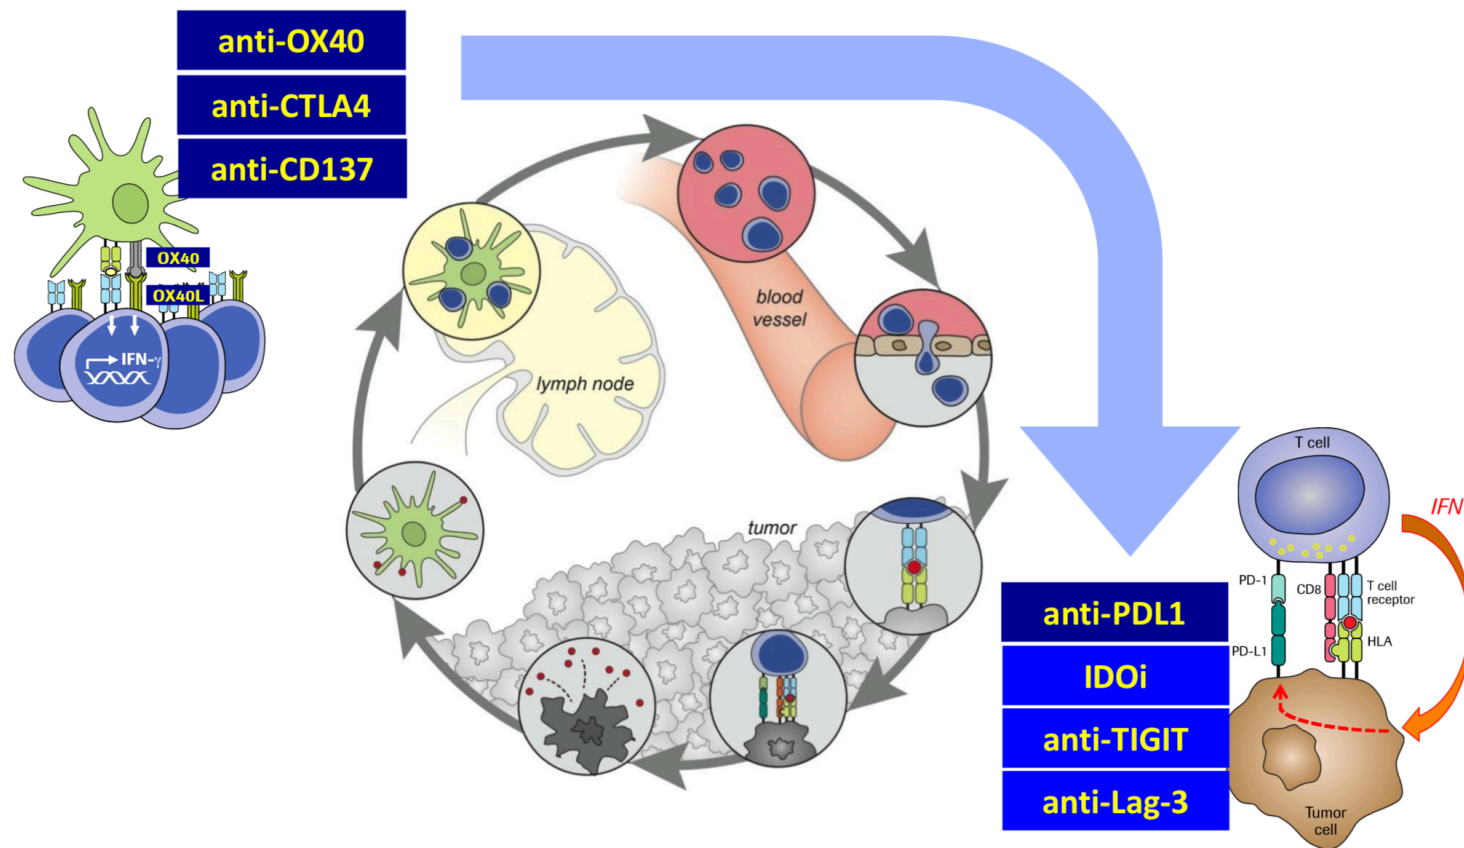 anti-OX40
anti-CTLA4
anti-CD137
OX40
OX40L
IFN-γ
lymph node
blood
vessel
tumor
anti-PDL1
IDOi
anti-TIGIT
anti-Lag-3
T cell
IFN
PD-1
CD8
T cell
receptor
PD-L1
HLA
Tumor
cell